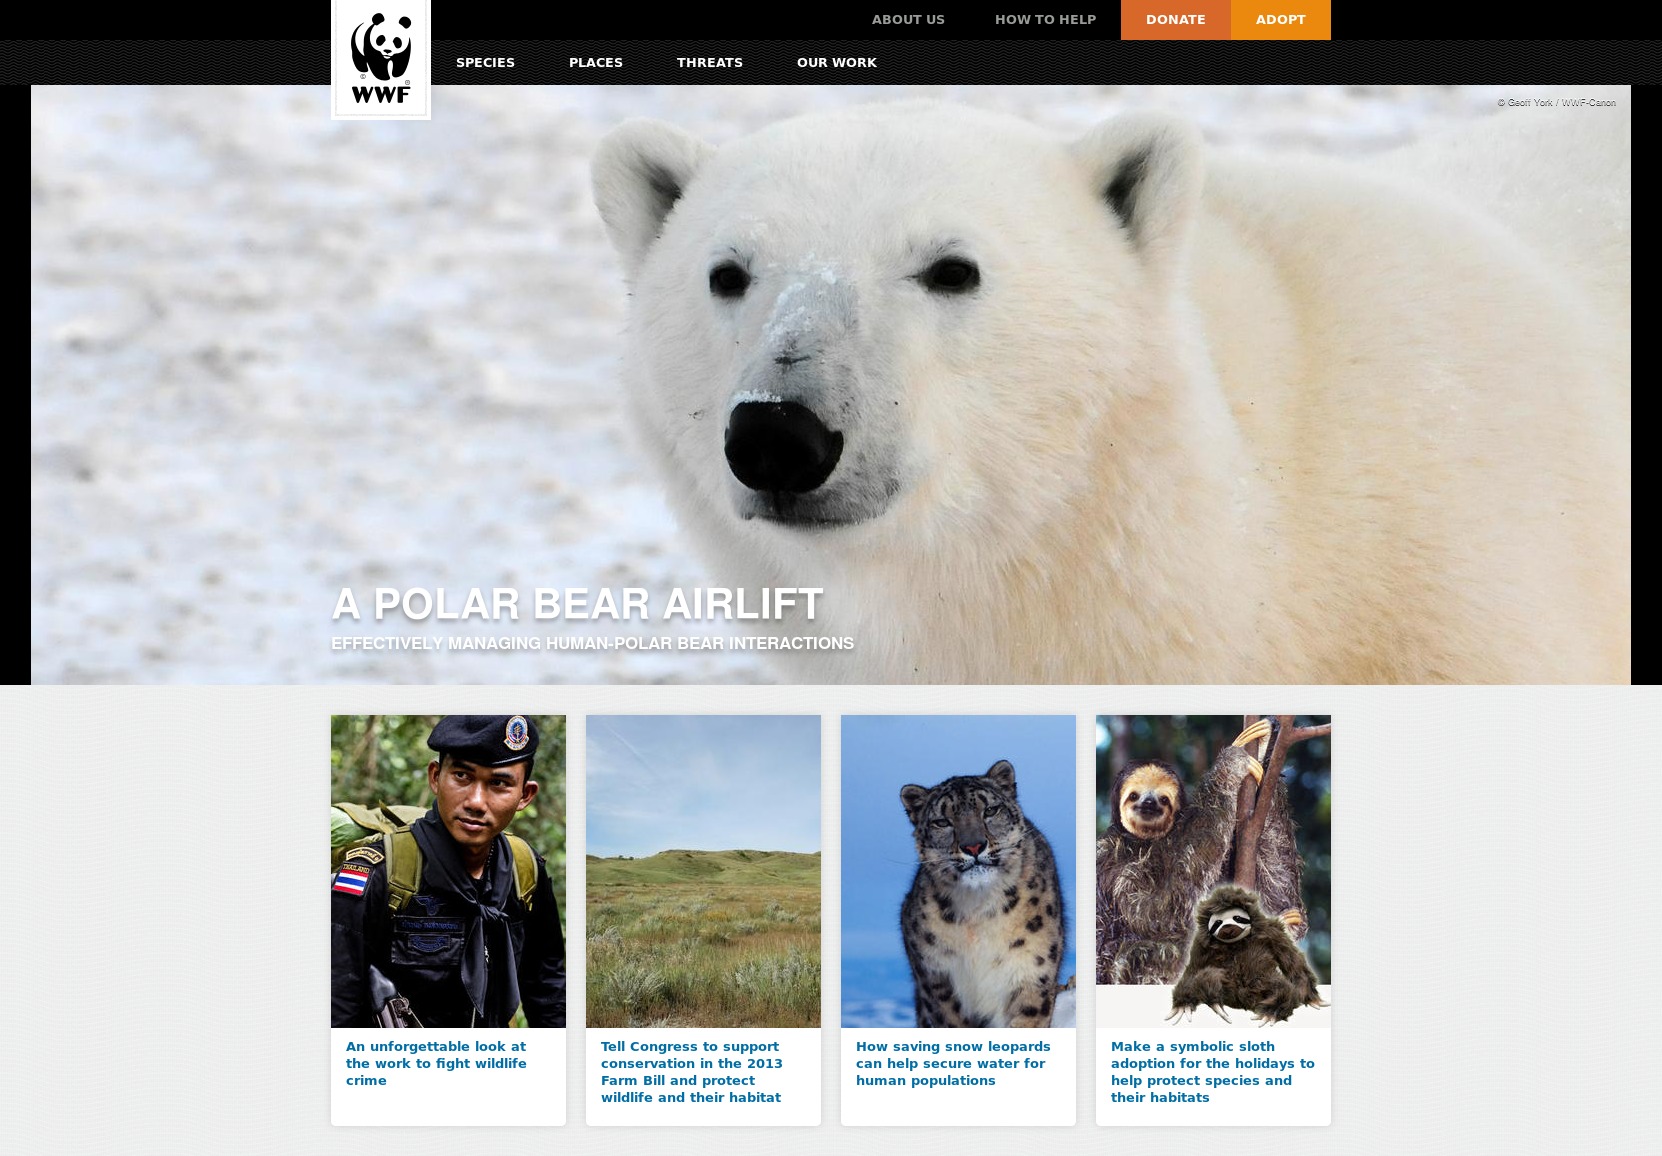 ABOUT US
HOW TO HELP
DONATE
ADOPT
WWF
SPECIES
PLACES
THREATS
OUR WORK
© Geoff York / WWF-Canon
A POLAR BEAR AIRLIFT
EFFECTIVELY MANAGING HUMAN-POLAR BEAR INTERACTIONS
THAILAND
An unforgettable look at
the work to fight wildlife
crime
Tell Congress to support
conservation in the 2013
Farm Bill and protect
wildlife and their habitat
How saving snow leopards
can help secure water for
human populations
Make a symbolic sloth
adoption for the holidays to
help protect species and
their habitats